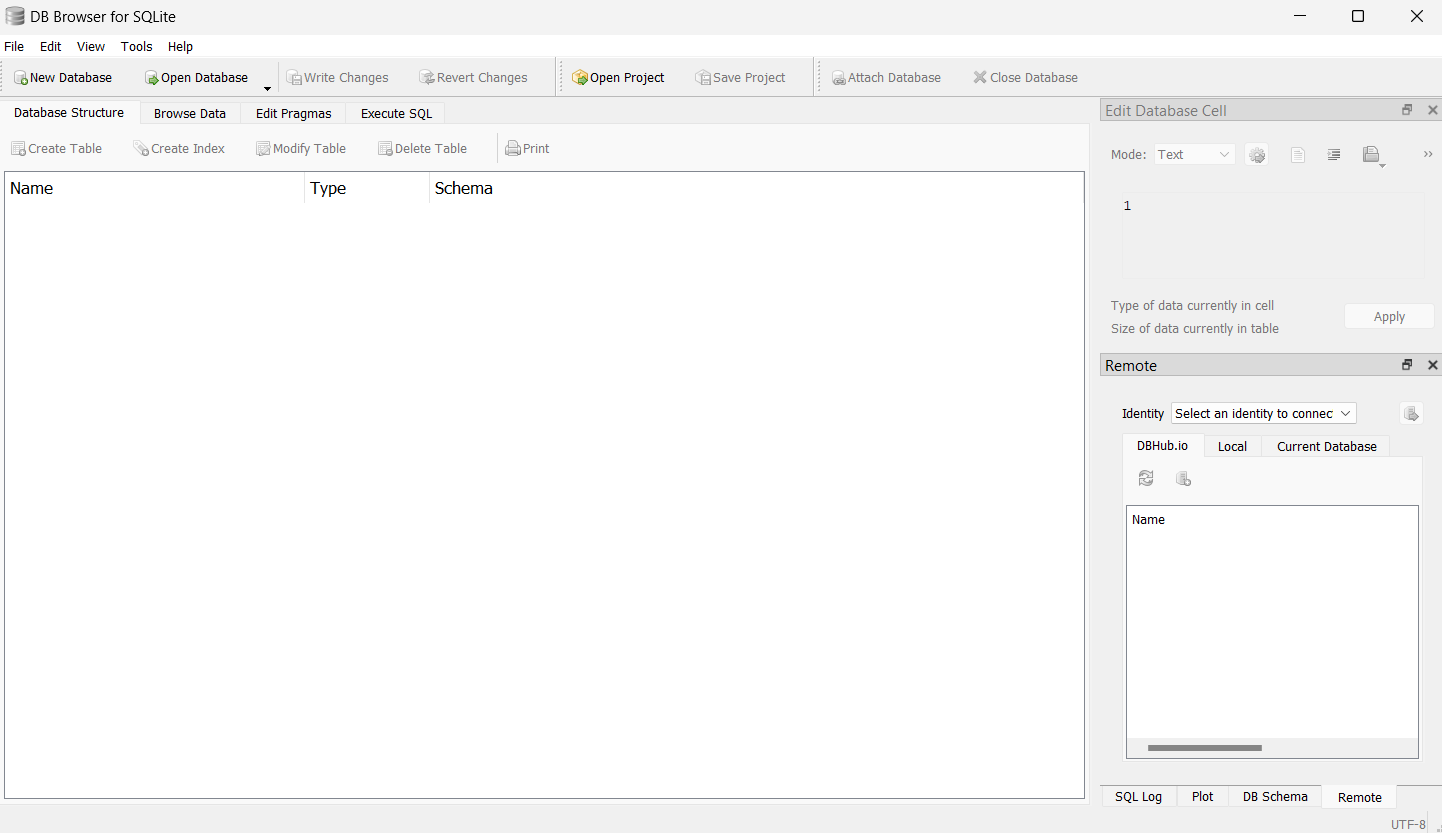 DB Browser for SQLite
File Edit View Tools Help
New Database Open Database Write Changes Revert Changes Open Project Save Project Attach Database Close Database
Database Structure Browse Data Edit Pragmas Execute SQL
Create Table Create Index Modify Table Delete Table Print
Name Type Schema
Edit Database Cell
Mode: Text
1
Type of data currently in cell
Size of data currently in table
Apply
Remote
Identity Select an identity to connec
DBHub.io Local Current Database
Name
SQL Log Plot DB Schema Remote
UTF-8